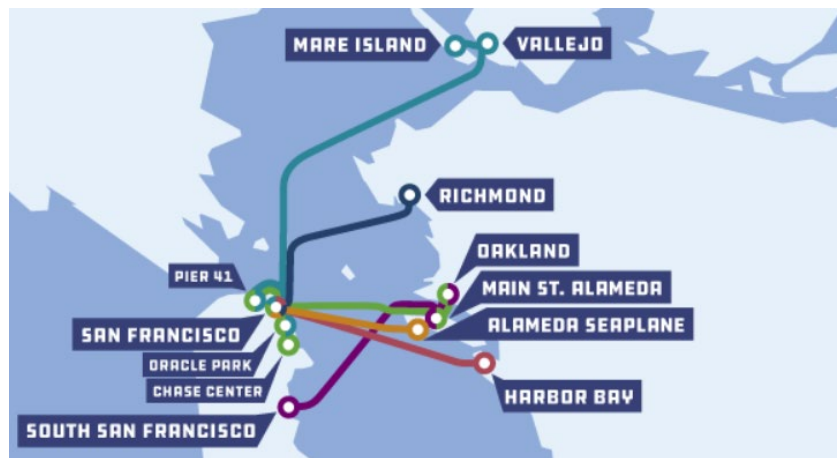 MARE ISLAND
VALLEJO
RICHMOND
OAKLAND
PIER 41
MAIN ST. ALAMEDA
SAN FRANCISCO
ALAMEDA SEAPLANE
ORACLE PARK
CHASE CENTER
HARBOR BAY
SOUTH SAN FRANCISCO